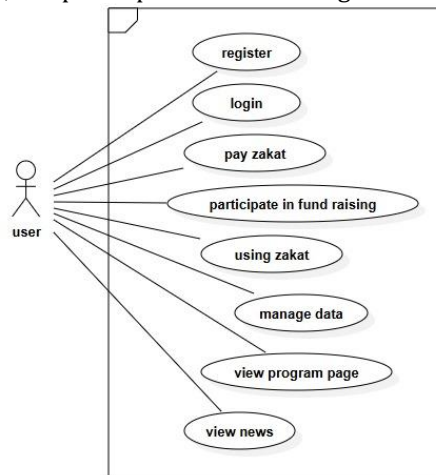 register
login
pay zakat
participate in fund raising
user
using zakat
manage data
view program page
view news